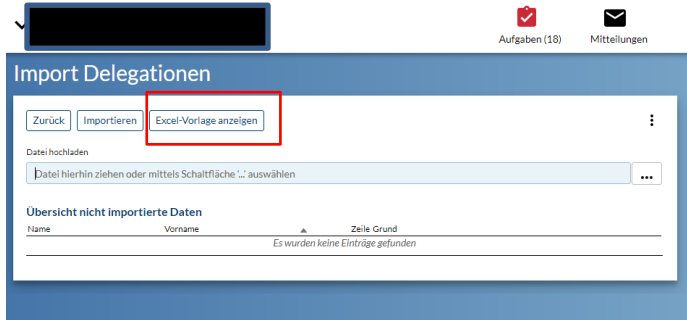 Aufgaben (18)
Mitteilungen
Import Delegationen
Zurück
Importieren
Excel-Vorlage anzeigen
Datei hochladen
Datei hierhin ziehen oder mittels Schaltfläche '...' auswählen
...
Übersicht nicht importierte Daten
Name Vorname Zeile Grund
Es wurden keine Einträge gefunden